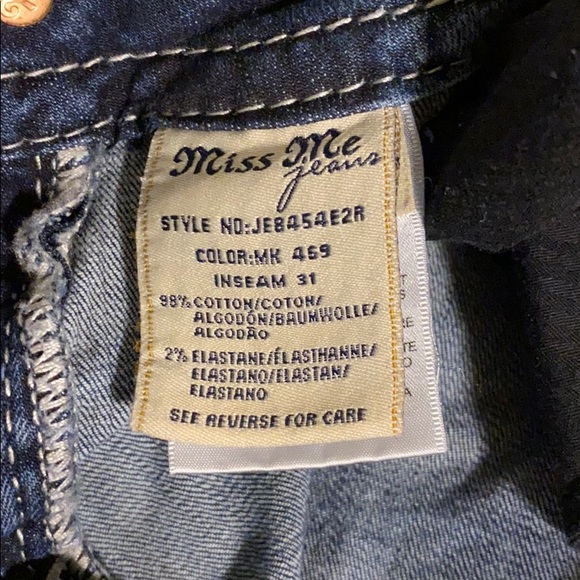 Miss Me
jeans
STYLE NO:JE8454E2R
COLOR:MK 469
INSEAM 31
98% COTTON/COTON/
ALGODÓN/BAUMWOLLE/
ALGODÃO
2% ELASTANE/ÉLASTHANNE/
ELASTANO/ELASTAN/
ELASTANO
SEE REVERSE FOR CARE